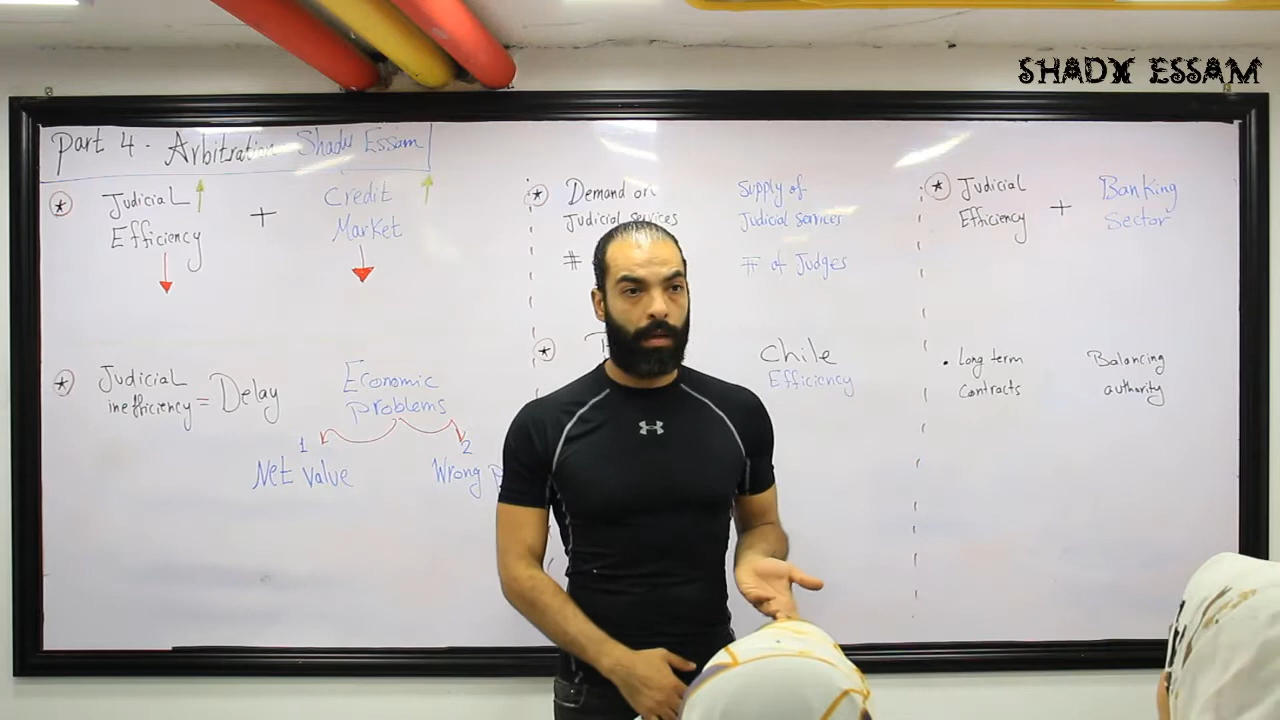 SHADY ESSAM
Part 4 - Arbitration Shady Essam
Judicial
Efficiency
+
Credit
Market
Judicial
inefficiency = Delay
Economic
problems
1
Net value
2
Wrong
Demand on
Judicial services
#
Supply of
Judicial services
# of Judges
Chile
Efficiency
Judicial
Efficiency
+
Banking
Sector
• Long term
contracts
Balancing
authority